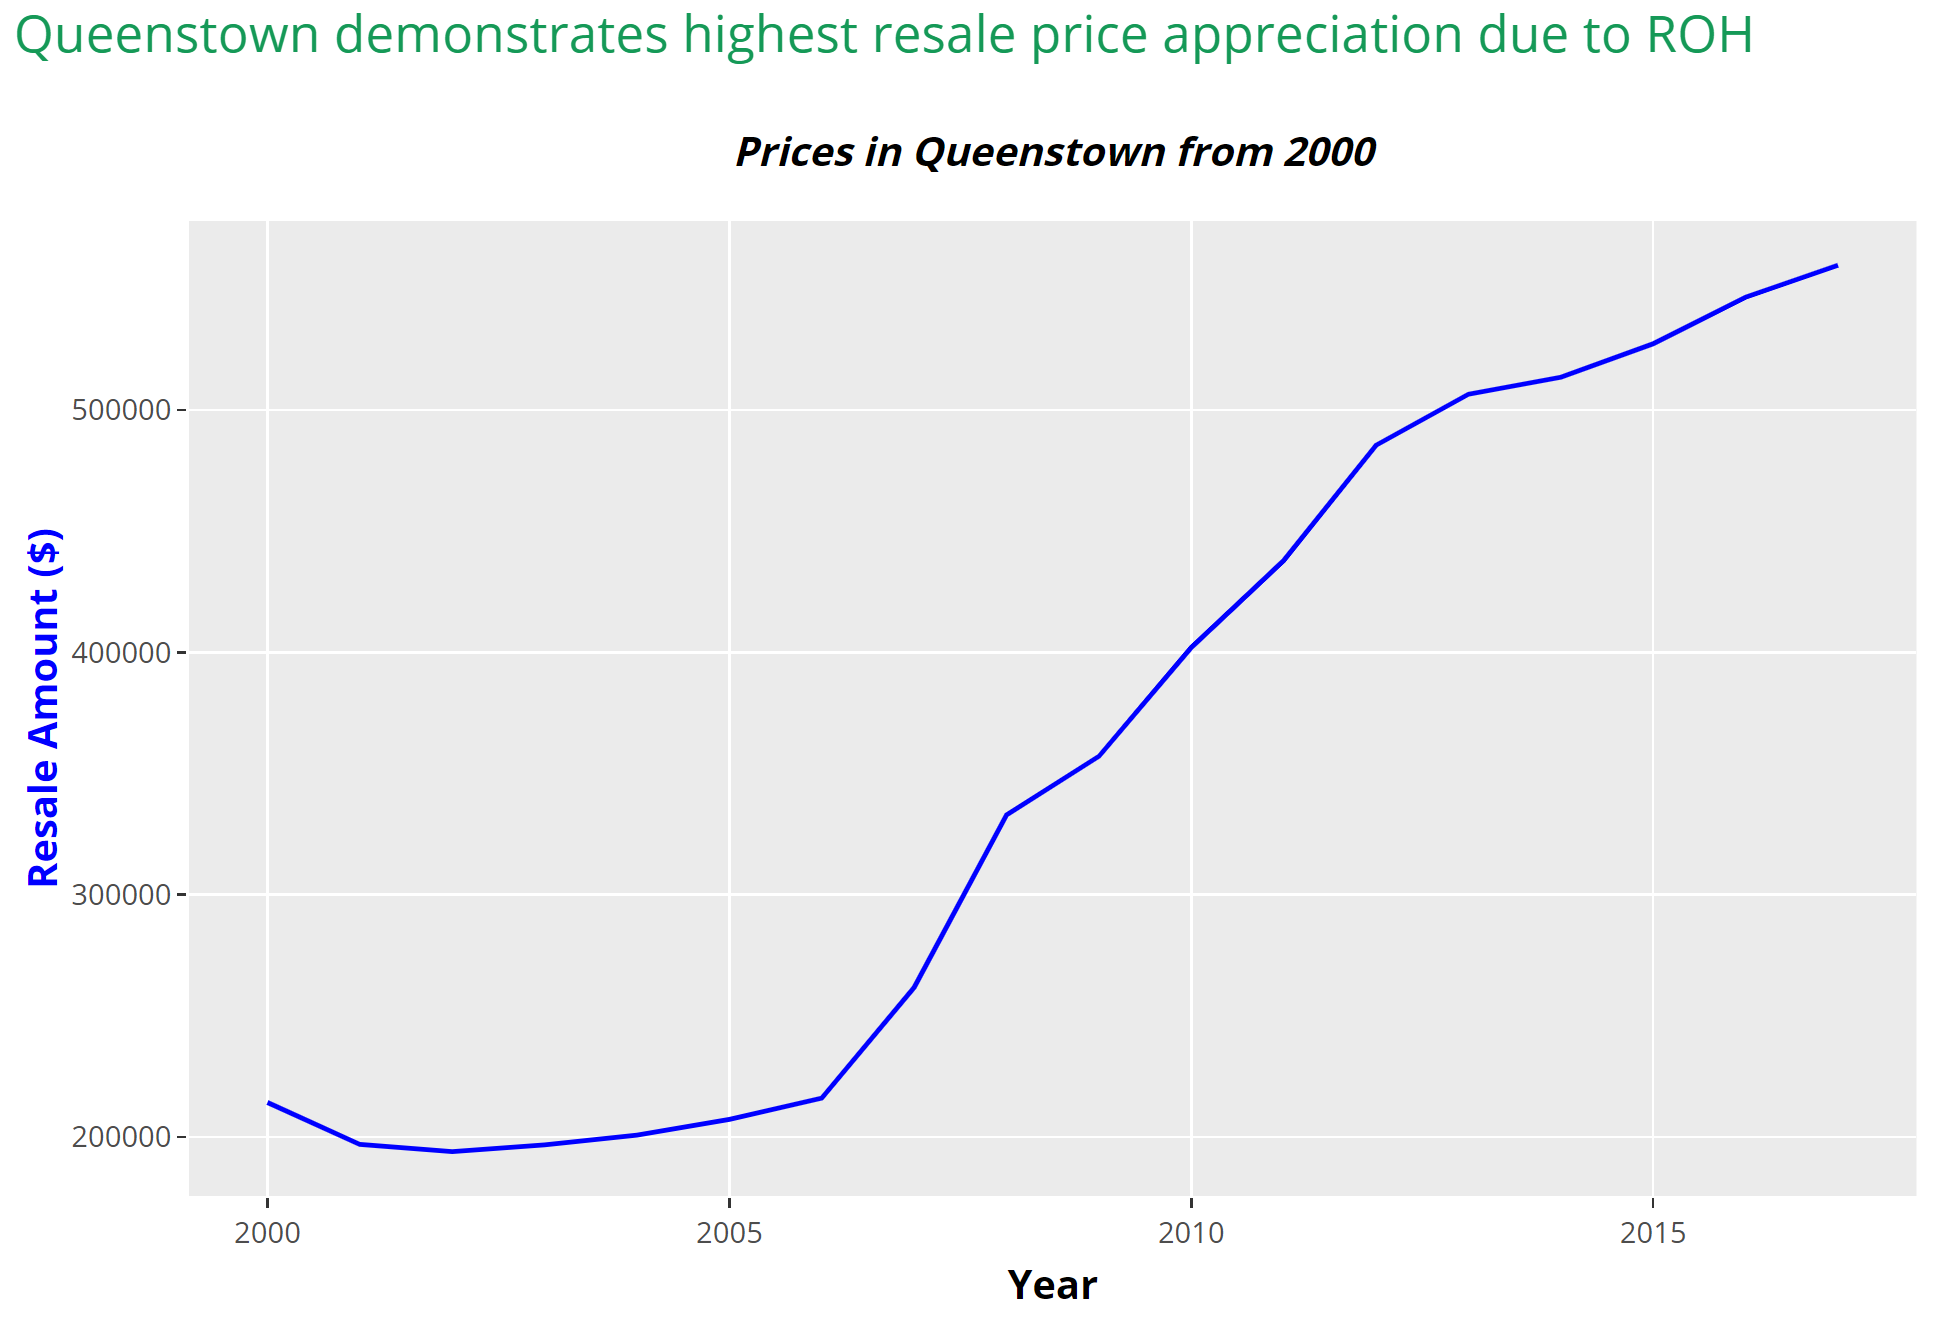 Queenstown demonstrates highest resale price appreciation due to ROH
Prices in Queenstown from 2000
Resale Amount ($)
500000
400000
300000
200000
2000 2005 2010 2015
Year